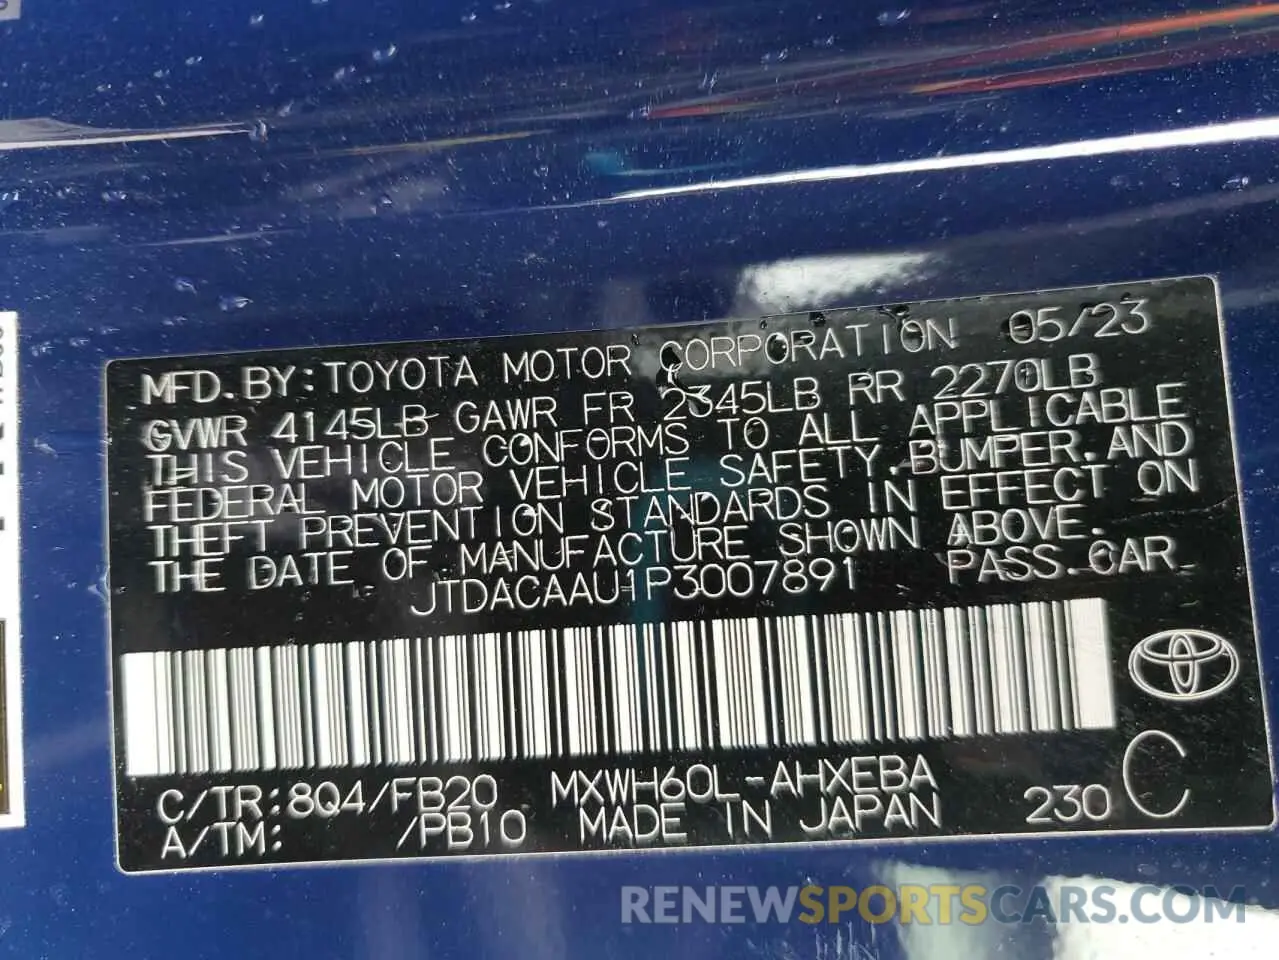 MFD. BY: TOYOTA MOTOR CORPORATION 05/23
GVWR 4145LB GAWR FR 2345LB RR 2270LB
THIS VEHICLE CONFORMS TO ALL APPLICABLE
FEDERAL MOTOR VEHICLE SAFETY, BUMPER, AND
THEFT PREVENTION STANDARDS IN EFFECT ON
THE DATE OF MANUFACTURE SHOWN ABOVE.
JTDACAAU1P3007891 PASS. CAR
C/TR: 8Q4/FB20 MXWH60L-AHXEBA
A/TM: /PB10 MADE IN JAPAN 230 C
RENEWSPORTSCARS.COM